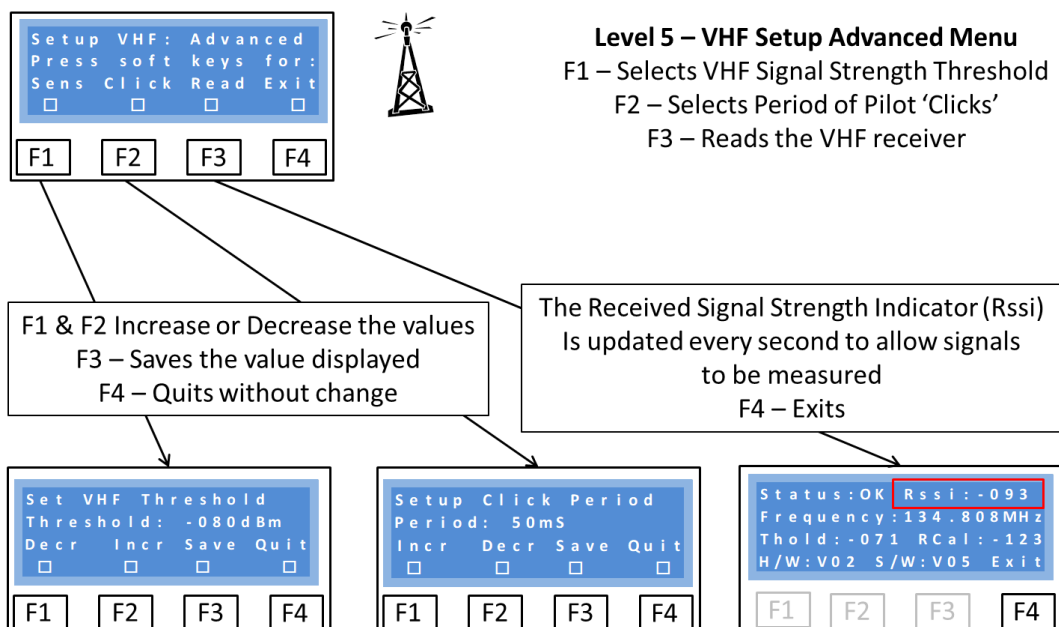 Setup VHF: Advanced
Press soft keys for:
Sens Click Read Exit
F1 F2 F3 F4
Level 5 – VHF Setup Advanced Menu
F1 – Selects VHF Signal Strength Threshold
F2 – Selects Period of Pilot ‘Clicks’
F3 – Reads the VHF receiver
F1 & F2 Increase or Decrease the values
F3 – Saves the value displayed
F4 – Quits without change
The Received Signal Strength Indicator (Rssi)
Is updated every second to allow signals
to be measured
F4 – Exits
Set VHF Threshold
Threshold: -080dBm
Decr Incr Save Quit
F1 F2 F3 F4
Setup Click Period
Period: 50mS
Incr Decr Save Quit
F1 F2 F3 F4
Status:OK Rssi:-093
Frequency:134.808MHz
Thold:-071 RCal:-123
H/W:V02 S/W:V05 Exit
F1 F2 F3 F4